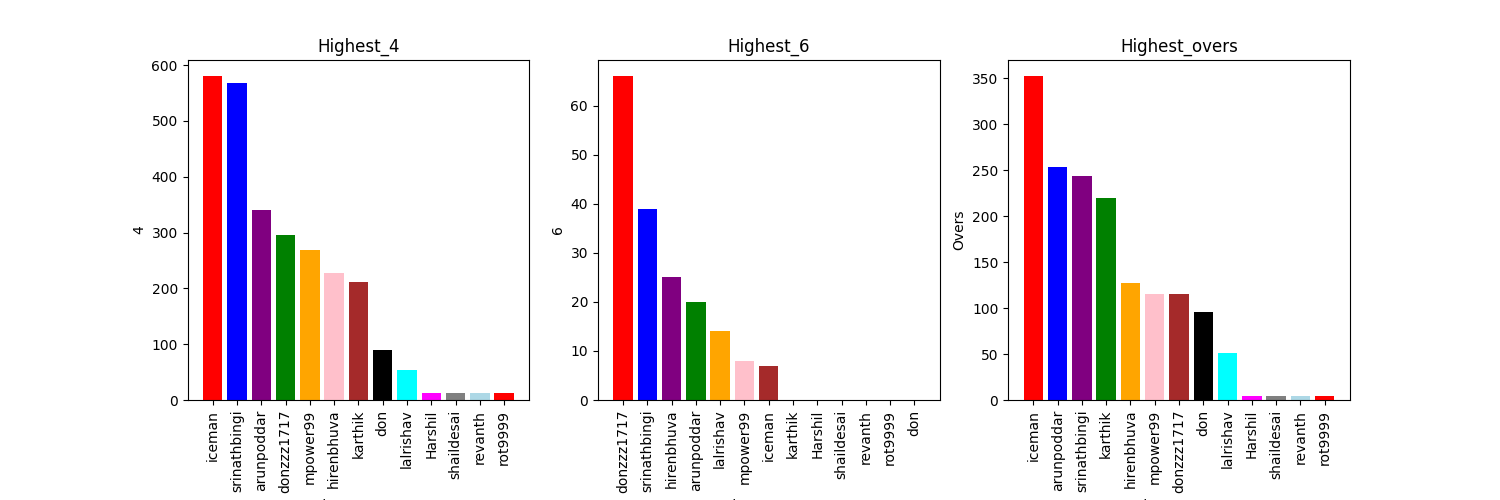 Highest_4
600
500
400
300
200
100
0
4
iceman
srinathbingi
arunpoddar
donzzz1717
mpower99
hirenbhuva
karthik
don
lalrishav
Harshil
shaildesai
revanth
rot9999
Highest_6
60
50
40
30
20
10
0
6
donzzz1717
srinathbingi
hirenbhuva
arunpoddar
lalrishav
mpower99
iceman
karthik
Harshil
shaildesai
revanth
rot9999
don
Highest_overs
350
300
250
200
150
100
50
0
Overs
iceman
arunpoddar
srinathbingi
karthik
hirenbhuva
mpower99
donzzz1717
don
lalrishav
Harshil
shaildesai
revanth
rot9999